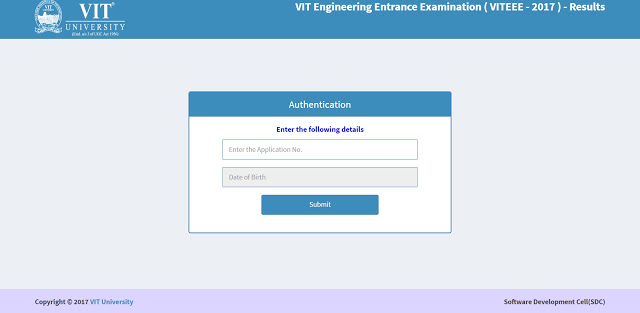 VIT
UNIVERSITY
(Estd. u/s 3 of UGC Act 1956)
VIT Engineering Entrance Examination ( VITEEE - 2017 ) - Results
Authentication
Enter the following details
Enter the Application No.
Date of Birth
Submit
Copyright © 2017 VIT University
Software Development Cell(SDC)